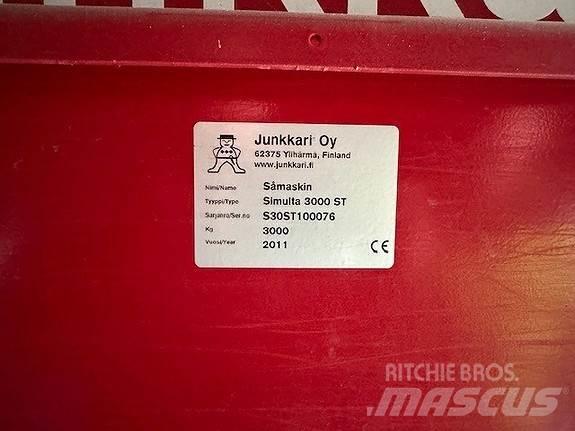 Junkkari Oy
62375 Ylihärmä, Finland
www.junkkari.fi
Nimi/Name Såmaskin
Tyyppi/Type Simulta 3000 ST
Sarjanro/Ser.no S30ST100076
Kg 3000
Vuosi/Year 2011
CE
RITCHIE BROS.
MASCUS